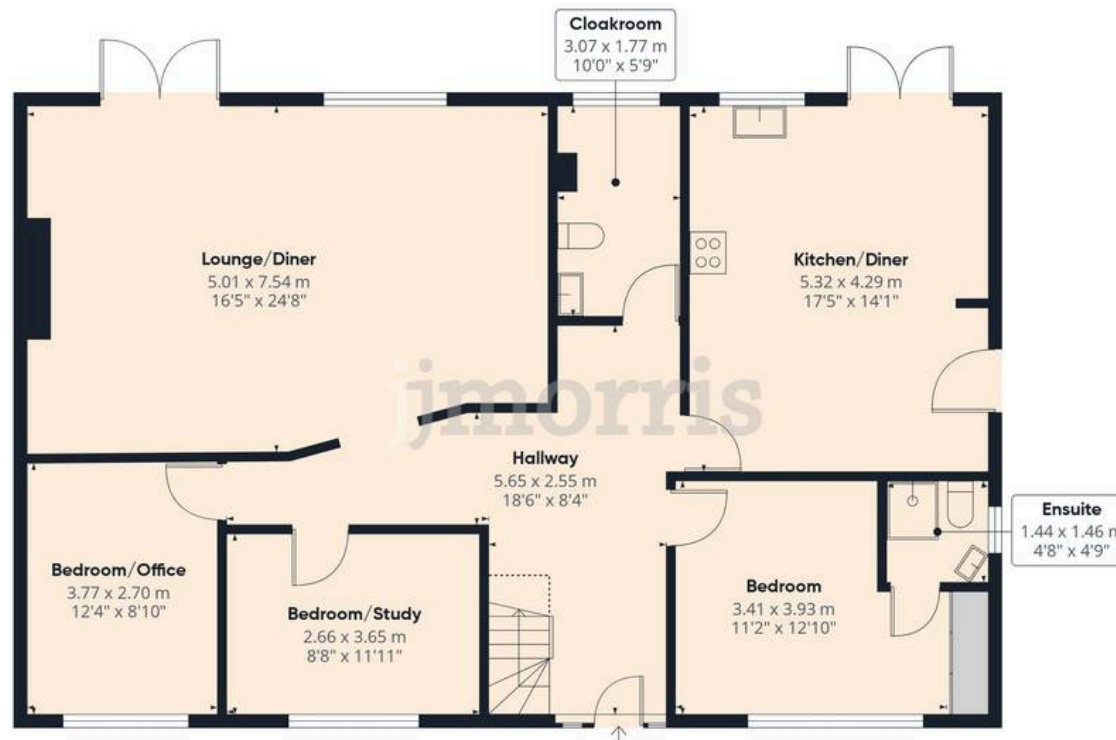 Cloakroom
3.07 x 1.77 m
10'0" x 5'9"
Lounge/Diner
5.01 x 7.54 m
16'5" x 24'8"
Kitchen/Diner
5.32 x 4.29 m
17'5" x 14'1"
jjmorris
Hallway
5.65 x 2.55 m
18'6" x 8'4"
Ensuite
1.44 x 1.46 m
4'8" x 4'9"
Bedroom/Office
3.77 x 2.70 m
12'4" x 8'10"
Bedroom
3.41 x 3.93 m
11'2" x 12'10"
Bedroom/Study
2.66 x 3.65 m
8'8" x 11'11"